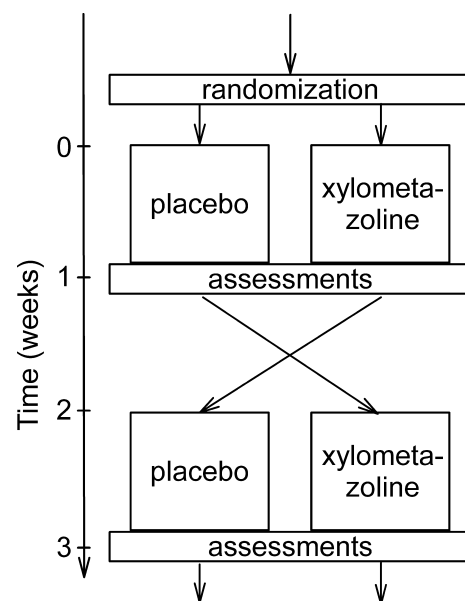 randomization
0
placebo
xylometa-
zoline
1
assessments
Time (weeks)
2
placebo
xylometa-
zoline
3
assessments